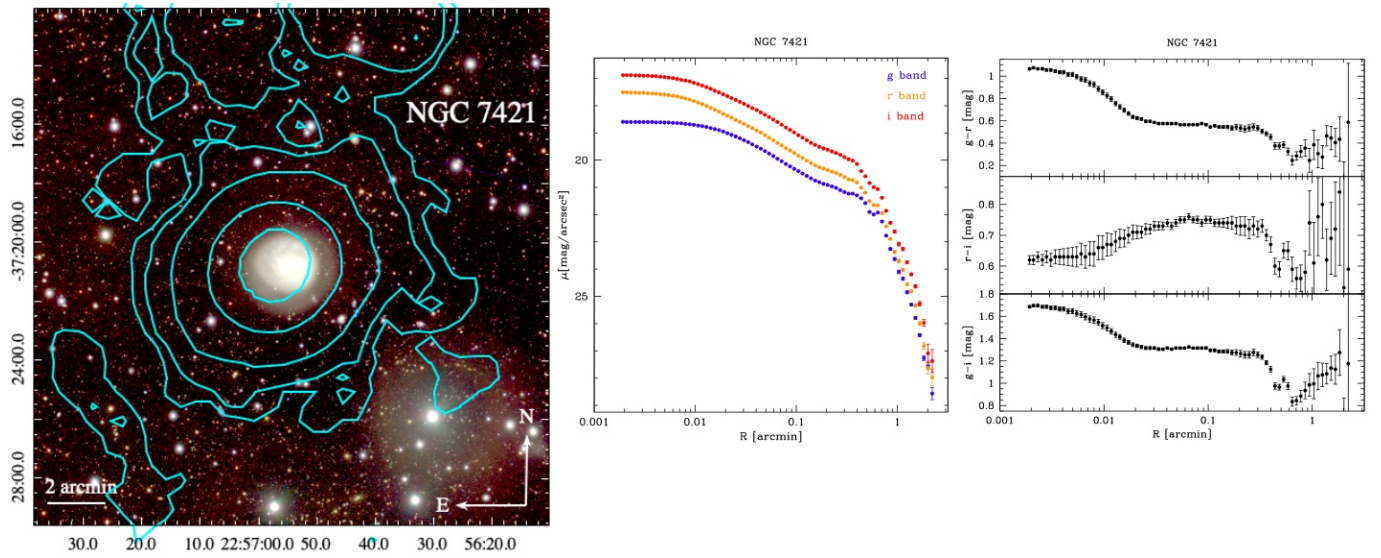 NGC 7421
1600.0
-37:20:00.0
24:00.0
28:00.0
2 arcmin
N
E
30.0 20.0 10.0 22:57:00.0 50.0 40.0 30.0 56:20.0
NGC 7421
g band
r band
i band
20
25
μ[mag/arcsec²]
0.001 0.01 0.1 1
R [arcmin]
NGC 7421
1
0.8
0.6
0.4
0.2
g-r [mag]
0.8
0.7
0.6
r-i [mag]
1.8
1.6
1.4
1.2
1
0.8
g-i [mag]
0.001 0.01 0.1 1
R [arcmin]